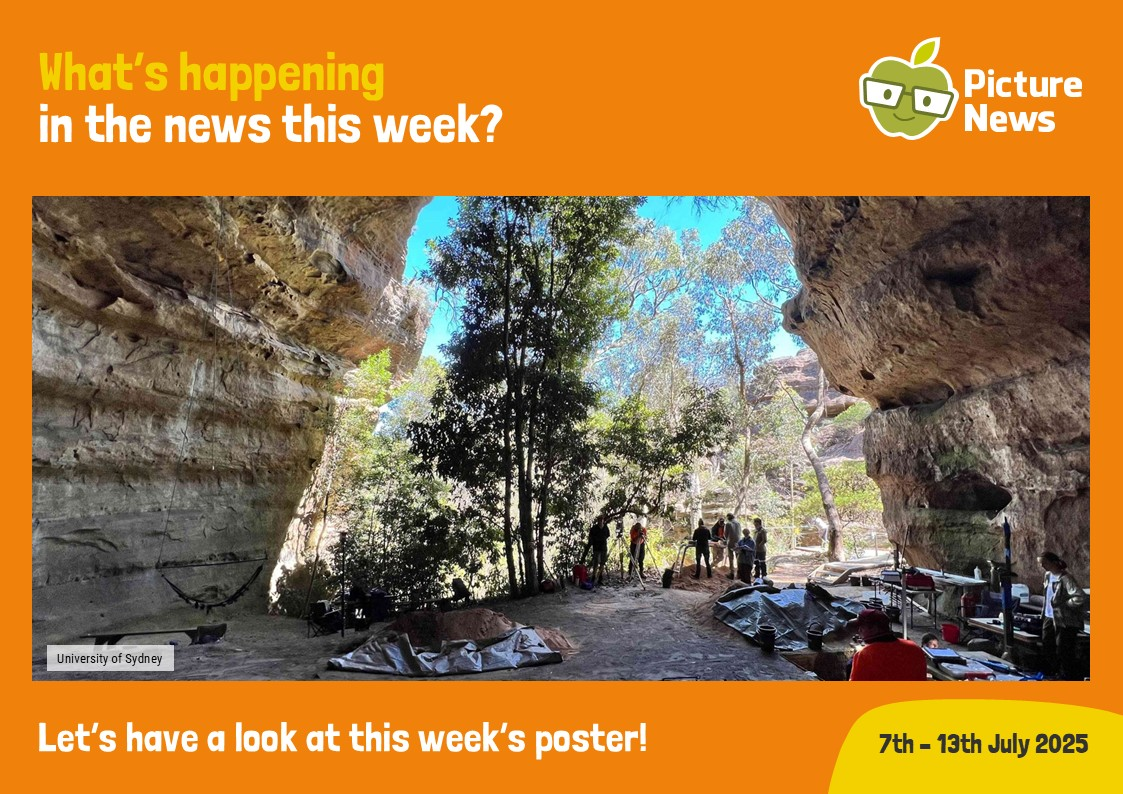 What's happening
in the news this week?
Picture
News
University of Sydney
Let's have a look at this week's poster!
7th - 13th July 2025